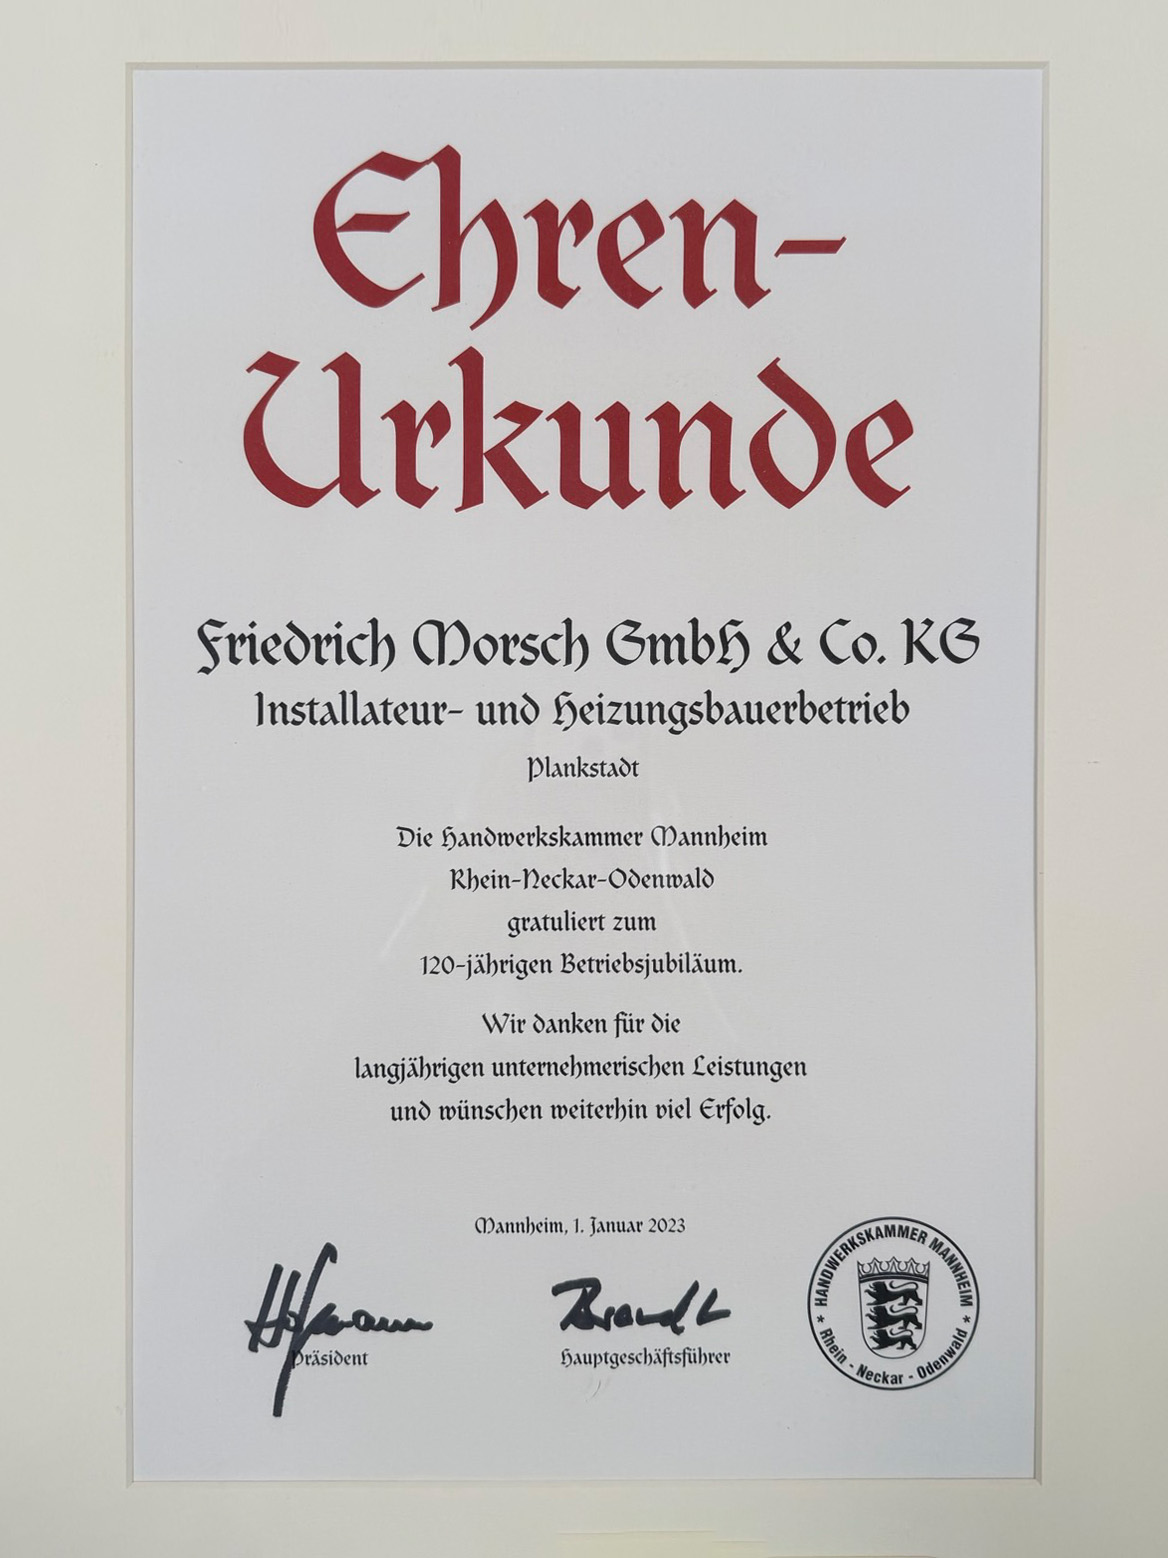 Ehren-
Urkunde
Friedrich Morsch GmbH & Co. KG
Installateur- und Heizungsbauerbetrieb
Plankstadt
Die Handwerkskammer Mannheim
Rhein-Neckar-Odenwald
gratuliert zum
120-jährigen Betriebsjubiläum.
Wir danken für die
langjährigen unternehmerischen Leistungen
und wünschen weiterhin viel Erfolg.
Mannheim, 1. Januar 2023
Brandt
Präsident
Hauptgeschäftsführer
* HANDWERKSKAMMER MANNHEIM *
Rhein - Neckar - Odenwald